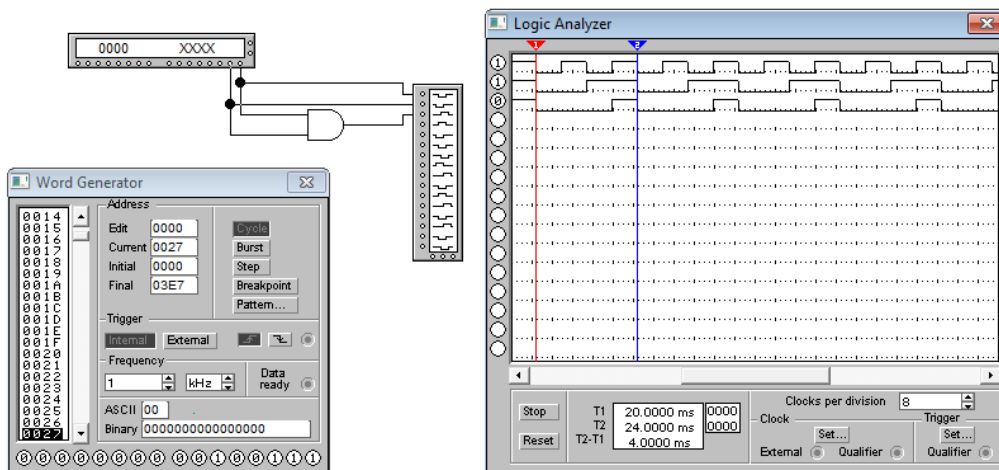 0000 XXXX
Logic Analyzer
1
2
1
1
0
Word Generator
0014
0015
0016
0017
0018
0019
001A
001B
001C
001D
001E
001F
0020
0021
0022
0023
0024
0025
0026
0027
Address
Edit 0000
Current 0027
Initial 0000
Final 03E7
Cycle
Burst
Step
Breakpoint
Pattern...
Trigger
Internal External
Frequency
1 kHz
Data
ready
ASCII 00 .
Binary 0000000000000000
0 0 0 0 0 0 0 0 0 0 1 0 0 1 1 1
Stop
Reset
T1 20.0000 ms 0000
T2 24.0000 ms 0000
T2-T1 4.0000 ms
Clocks per division 8
Clock
Set...
External Qualifier
Trigger
Set...
Qualifier